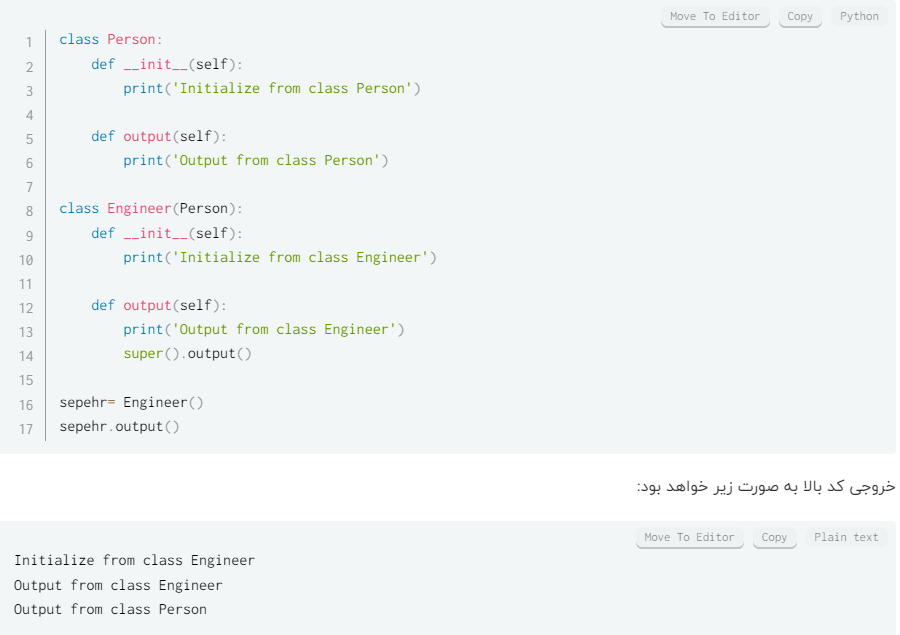 Move To Editor Copy Python
1 class Person:
2     def __init__(self):
3         print('Initialize from class Person')
4
5     def output(self):
6         print('Output from class Person')
7
8 class Engineer(Person):
9     def __init__(self):
10         print('Initialize from class Engineer')
11
12     def output(self):
13         print('Output from class Engineer')
14         super().output()
15
16 sepehr= Engineer()
17 sepehr.output()
خروجی کد بالا به صورت زیر خواهد بود:
Move To Editor Copy Plain text
Initialize from class Engineer
Output from class Engineer
Output from class Person